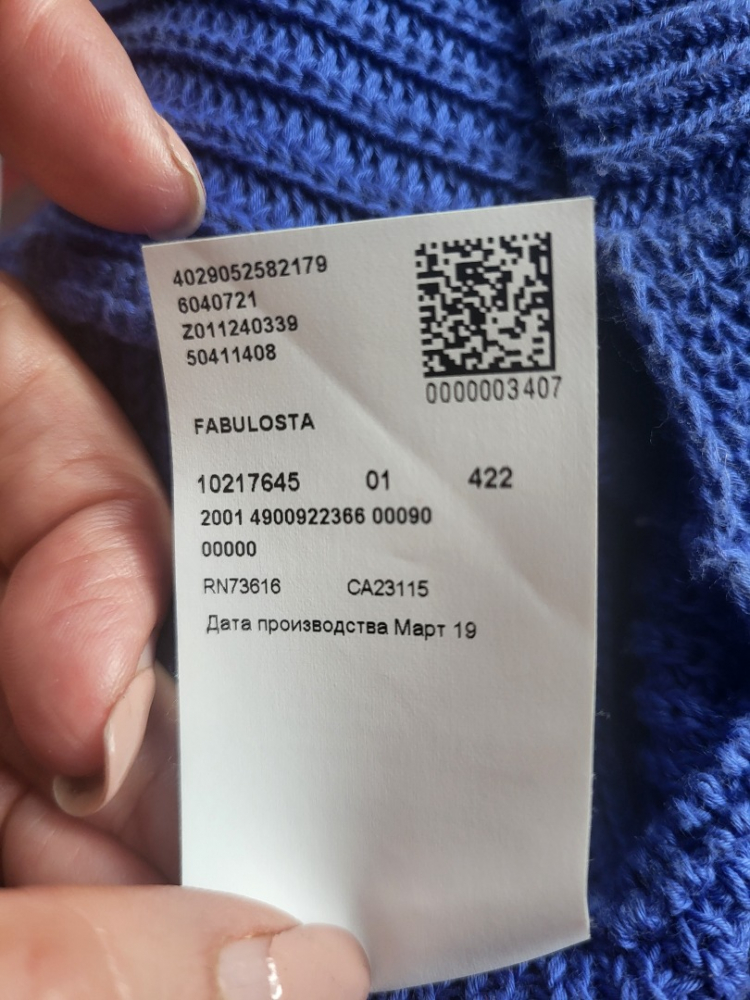 4029052582179
6040721
Z011240339
50411408
0000003407
FABULOSTA
10217645 01 422
2001 4900922366 00090
00000
RN73616 CA23115
Дата производства Март 19